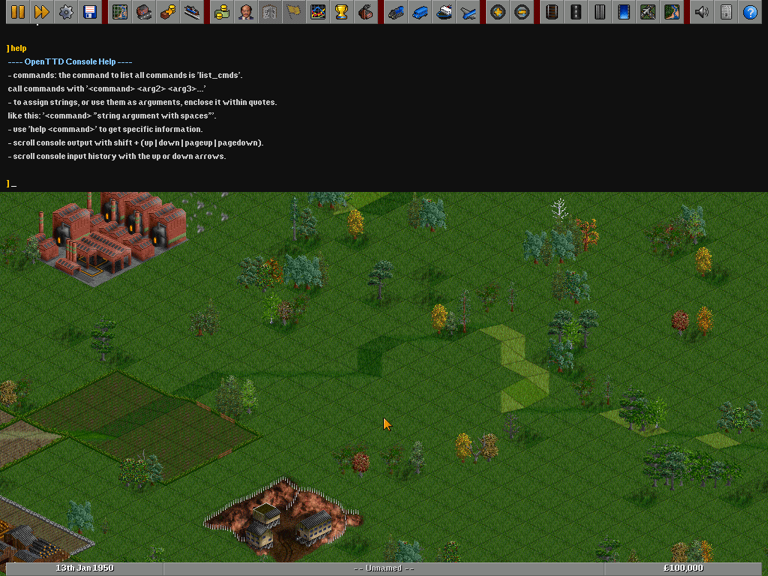 ] help
---- OpenTTD Console Help ----
- commands: the command to list all commands is 'list_cmds'.
call commands with '<command> <arg2> <arg3>...'
- to assign strings, or use them as arguments, enclose it within quotes.
like this: '<command> "string argument with spaces"'.
- use 'help <command>' to get specific information.
- scroll console output with shift + (up | down | pageup | pagedown).
- scroll console input history with the up or down arrows.
] _
13th Jan 1950
- - Unnamed - -
£100,000